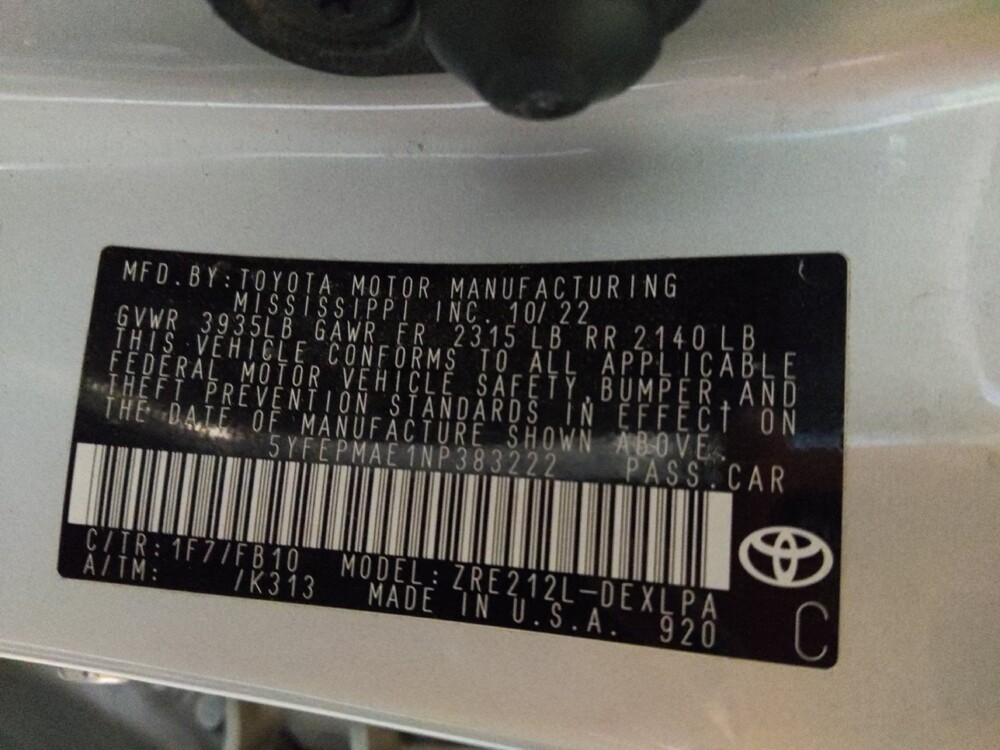 MFD.BY:TOYOTA MOTOR MANUFACTURING
MISSISSIPPI INC. 10/22
GVWR 3935LB GAWR FR 2315 LB RR 2140 LB
THIS VEHICLE CONFORMS TO ALL APPLICABLE
FEDERAL MOTOR VEHICLE SAFETY,BUMPER,AND
THEFT PREVENTION STANDARDS IN EFFECT ON
THE DATE OF MANUFACTURE SHOWN ABOVE.
5YFEPMAE1NP383222 PASS.CAR
C/TR: 1F7/FB10 MODEL: ZRE212L-DEXLPA
A/TM: /K313 MADE IN U.S.A. 920
C